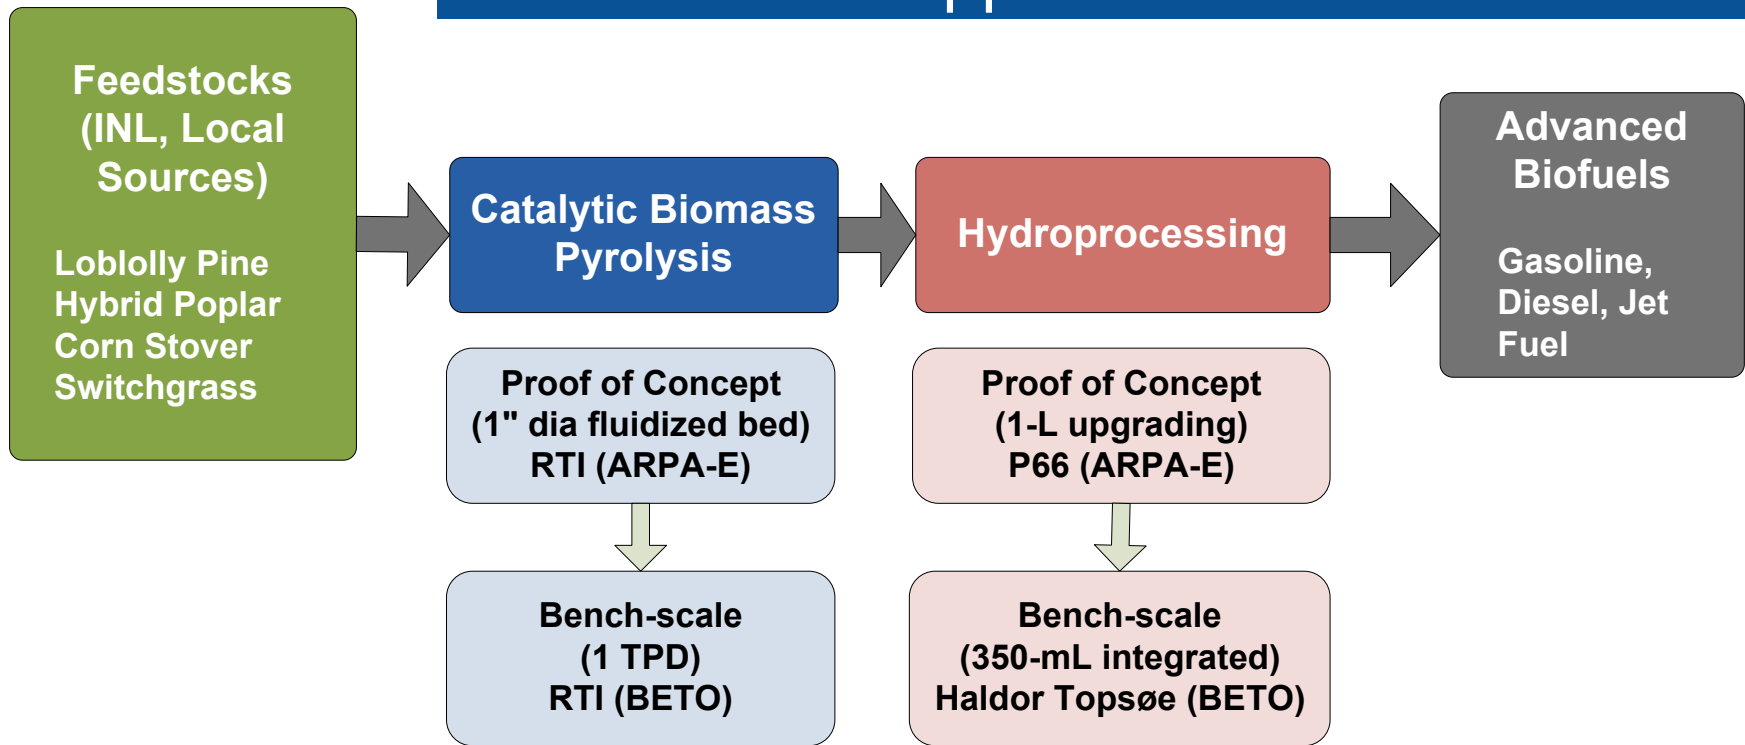 Feedstocks
(INL, Local
Sources)
Loblolly Pine
Hybrid Poplar
Corn Stover
Switchgrass
Catalytic Biomass
Pyrolysis
Hydroprocessing
Advanced
Biofuels
Gasoline,
Diesel, Jet
Fuel
Proof of Concept
(1" dia fluidized bed)
RTI (ARPA-E)
Proof of Concept
(1-L upgrading)
P66 (ARPA-E)
Bench-scale
(1 TPD)
RTI (BETO)
Bench-scale
(350-mL integrated)
Haldor Topsøe (BETO)